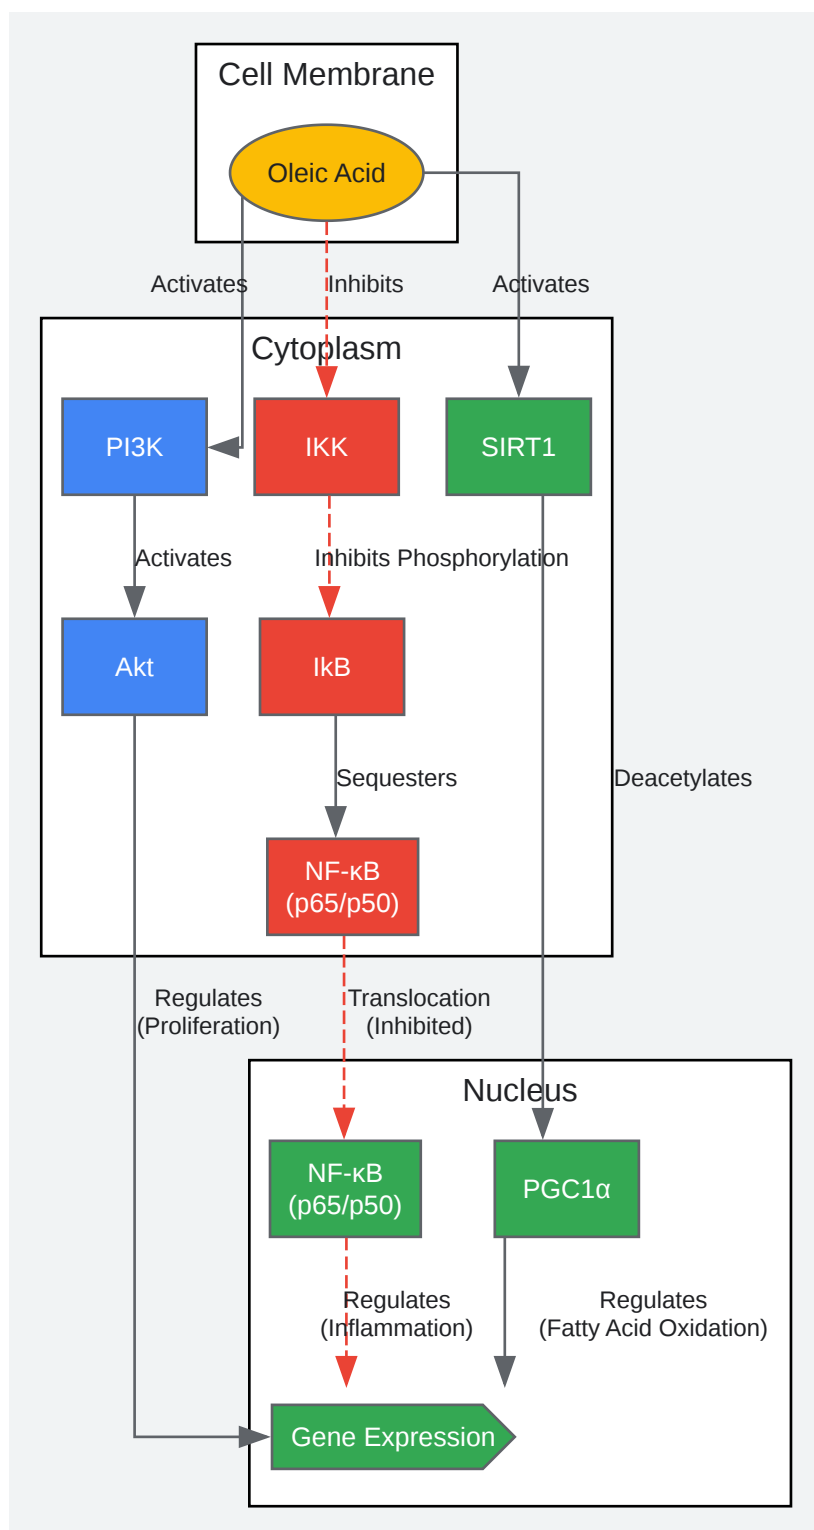 Cell Membrane
Oleic Acid
Activates
Inhibits
Activates
Cytoplasm
PI3K
IKK
SIRT1
Activates
Inhibits Phosphorylation
Akt
IkB
Sequesters
Deacetylates
NF-κB
(p65/p50)
Regulates
(Proliferation)
Translocation
(Inhibited)
Nucleus
NF-κB
(p65/p50)
PGC1α
Regulates
(Inflammation)
Regulates
(Fatty Acid Oxidation)
Gene Expression